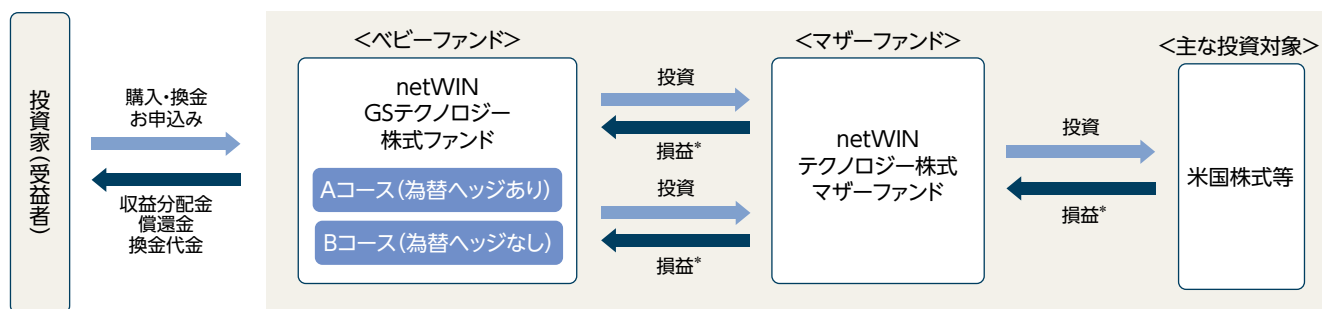 投資家(受益者)
購入・換金
お申込み
収益分配金
償還金
換金代金
<ベビーファンド>
netWIN
GSテクノロジー
株式ファンド
Aコース(為替ヘッジあり)
Bコース(為替ヘッジなし)
投資
損益*
投資
損益*
<マザーファンド>
netWIN
テクノロジー株式
マザーファンド
投資
損益*
<主な投資対象>
米国株式等